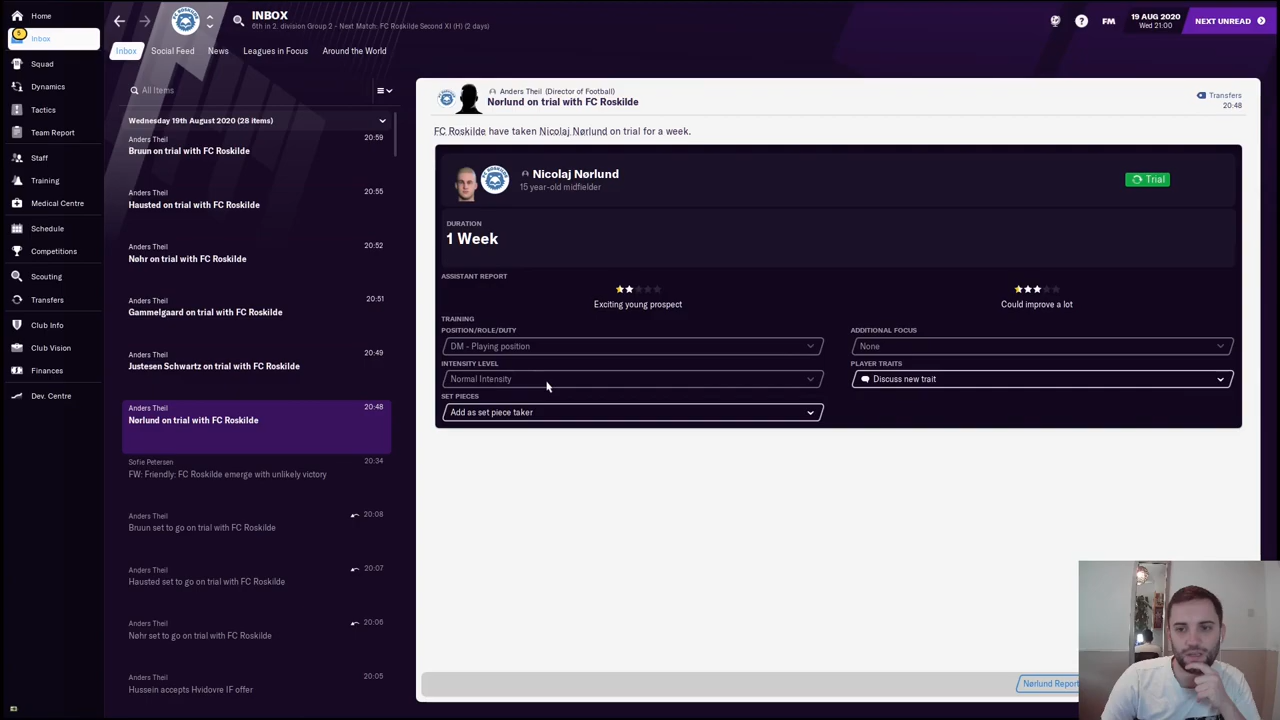 Home
5
Inbox
Squad
Dynamics
Tactics
Team Report
Staff
Training
Medical Centre
Schedule
Competitions
Scouting
Transfers
Club Info
Club Vision
Finances
Dev. Centre
FC ROSKILDE
INBOX
6th in 2. division Group 2 - Next Match: FC Roskilde Second XI (H) (2 days)
?
FM
19 AUG 2020
Wed 21:00
NEXT UNREAD
Inbox
Social Feed
News
Leagues in Focus
Around the World
All Items
Wednesday 19th August 2020 (28 items)
Anders Theil
20:59
Bruun on trial with FC Roskilde
Anders Theil
20:55
Hausted on trial with FC Roskilde
Anders Theil
20:52
Nøhr on trial with FC Roskilde
Anders Theil
20:51
Gammelgaard on trial with FC Roskilde
Anders Theil
20:49
Justesen Schwartz on trial with FC Roskilde
Anders Theil
20:48
Nørlund on trial with FC Roskilde
Sofie Petersen
20:34
FW: Friendly: FC Roskilde emerge with unlikely victory
Anders Theil
20:08
Bruun set to go on trial with FC Roskilde
Anders Theil
20:07
Hausted set to go on trial with FC Roskilde
Anders Theil
20:06
Nøhr set to go on trial with FC Roskilde
Anders Theil
20:05
Hussein accepts Hvidovre IF offer
Anders Theil (Director of Football)
Nørlund on trial with FC Roskilde
Transfers
20:48
FC Roskilde have taken Nicolaj Nørlund on trial for a week.
Nicolaj Nørlund
15 year-old midfielder
Trial
DURATION
1 Week
ASSISTANT REPORT
Exciting young prospect
Could improve a lot
TRAINING
POSITION/ROLE/DUTY
DM - Playing position
ADDITIONAL FOCUS
None
INTENSITY LEVEL
Normal Intensity
PLAYER TRAITS
Discuss new trait
SET PIECES
Add as set piece taker
Nørlund Report